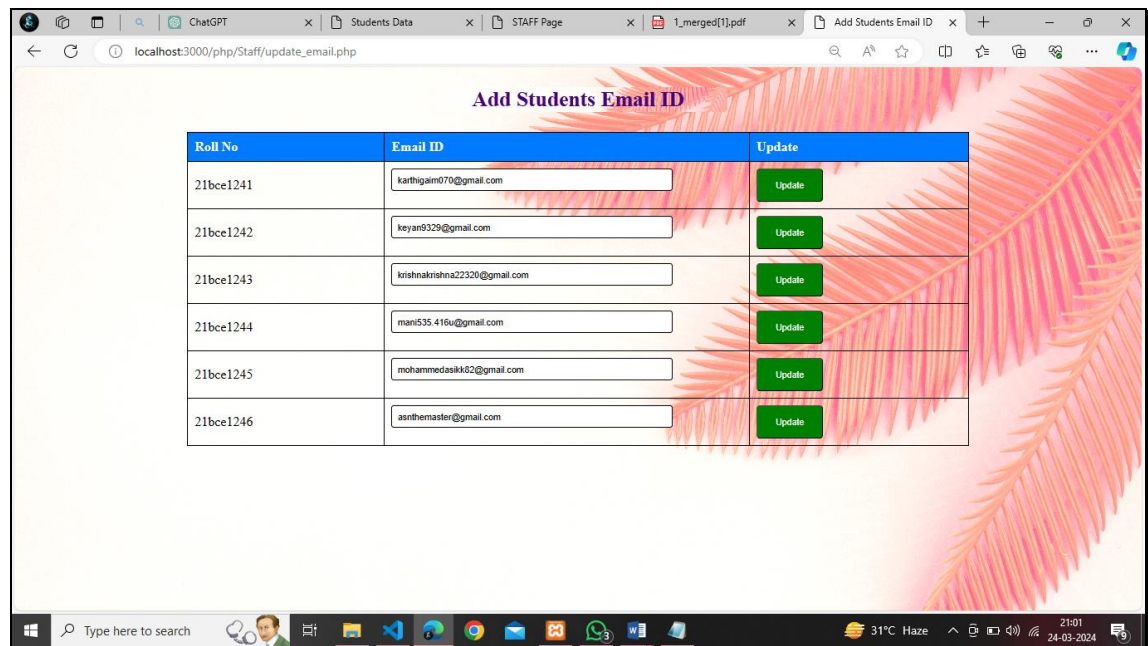 ChatGPT
Students Data
STAFF Page
1_merged[1].pdf
Add Students Email ID
localhost:3000/php/Staff/update_email.php
Add Students Email ID
Roll No Email ID Update
21bce1241 karthigaim070@gmail.com Update
21bce1242 keyan9329@gmail.com Update
21bce1243 krishnakrishna22320@gmail.com Update
21bce1244 mani535.416u@gmail.com Update
21bce1245 mohammedasikk82@gmail.com Update
21bce1246 asnthemaster@gmail.com Update
Type here to search
31°C Haze
21:01
24-03-2024